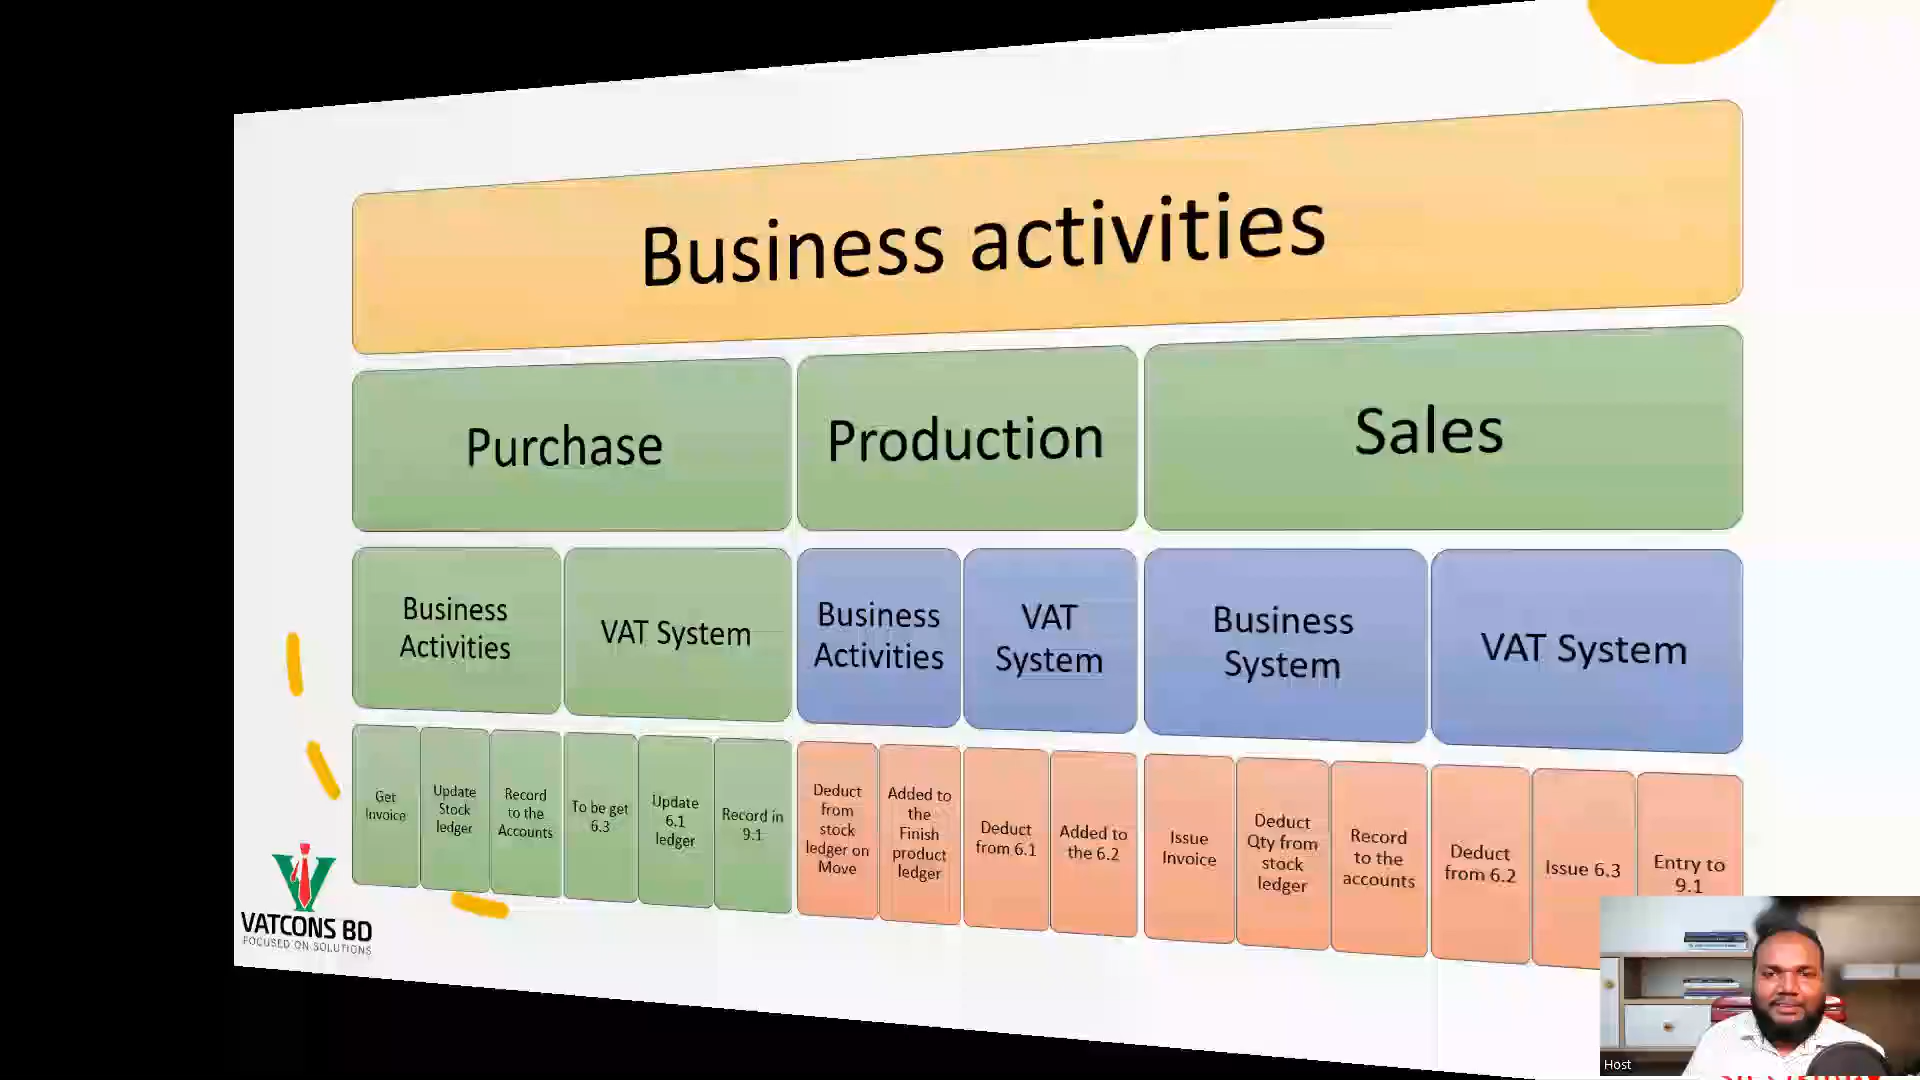 Business activities
Purchase
Production
Sales
Business
Activities
VAT System
Business
Activities
VAT
System
Business
System
VAT System
Get
Invoice
Update
Stock
ledger
Record
to the
Accounts
To be get
6.3
Update
6.1
ledger
Record in
9.1
Deduct
from
stock
ledger on
Move
Added to
the
Finish
product
ledger
Deduct
from 6.1
Added to
the 6.2
Issue
Invoice
Deduct
Qty from
stock
ledger
Record
to the
accounts
Deduct
from 6.2
Issue 6.3
Entry to
9.1
VATCONS BD
FOCUSED ON SOLUTIONS
Host